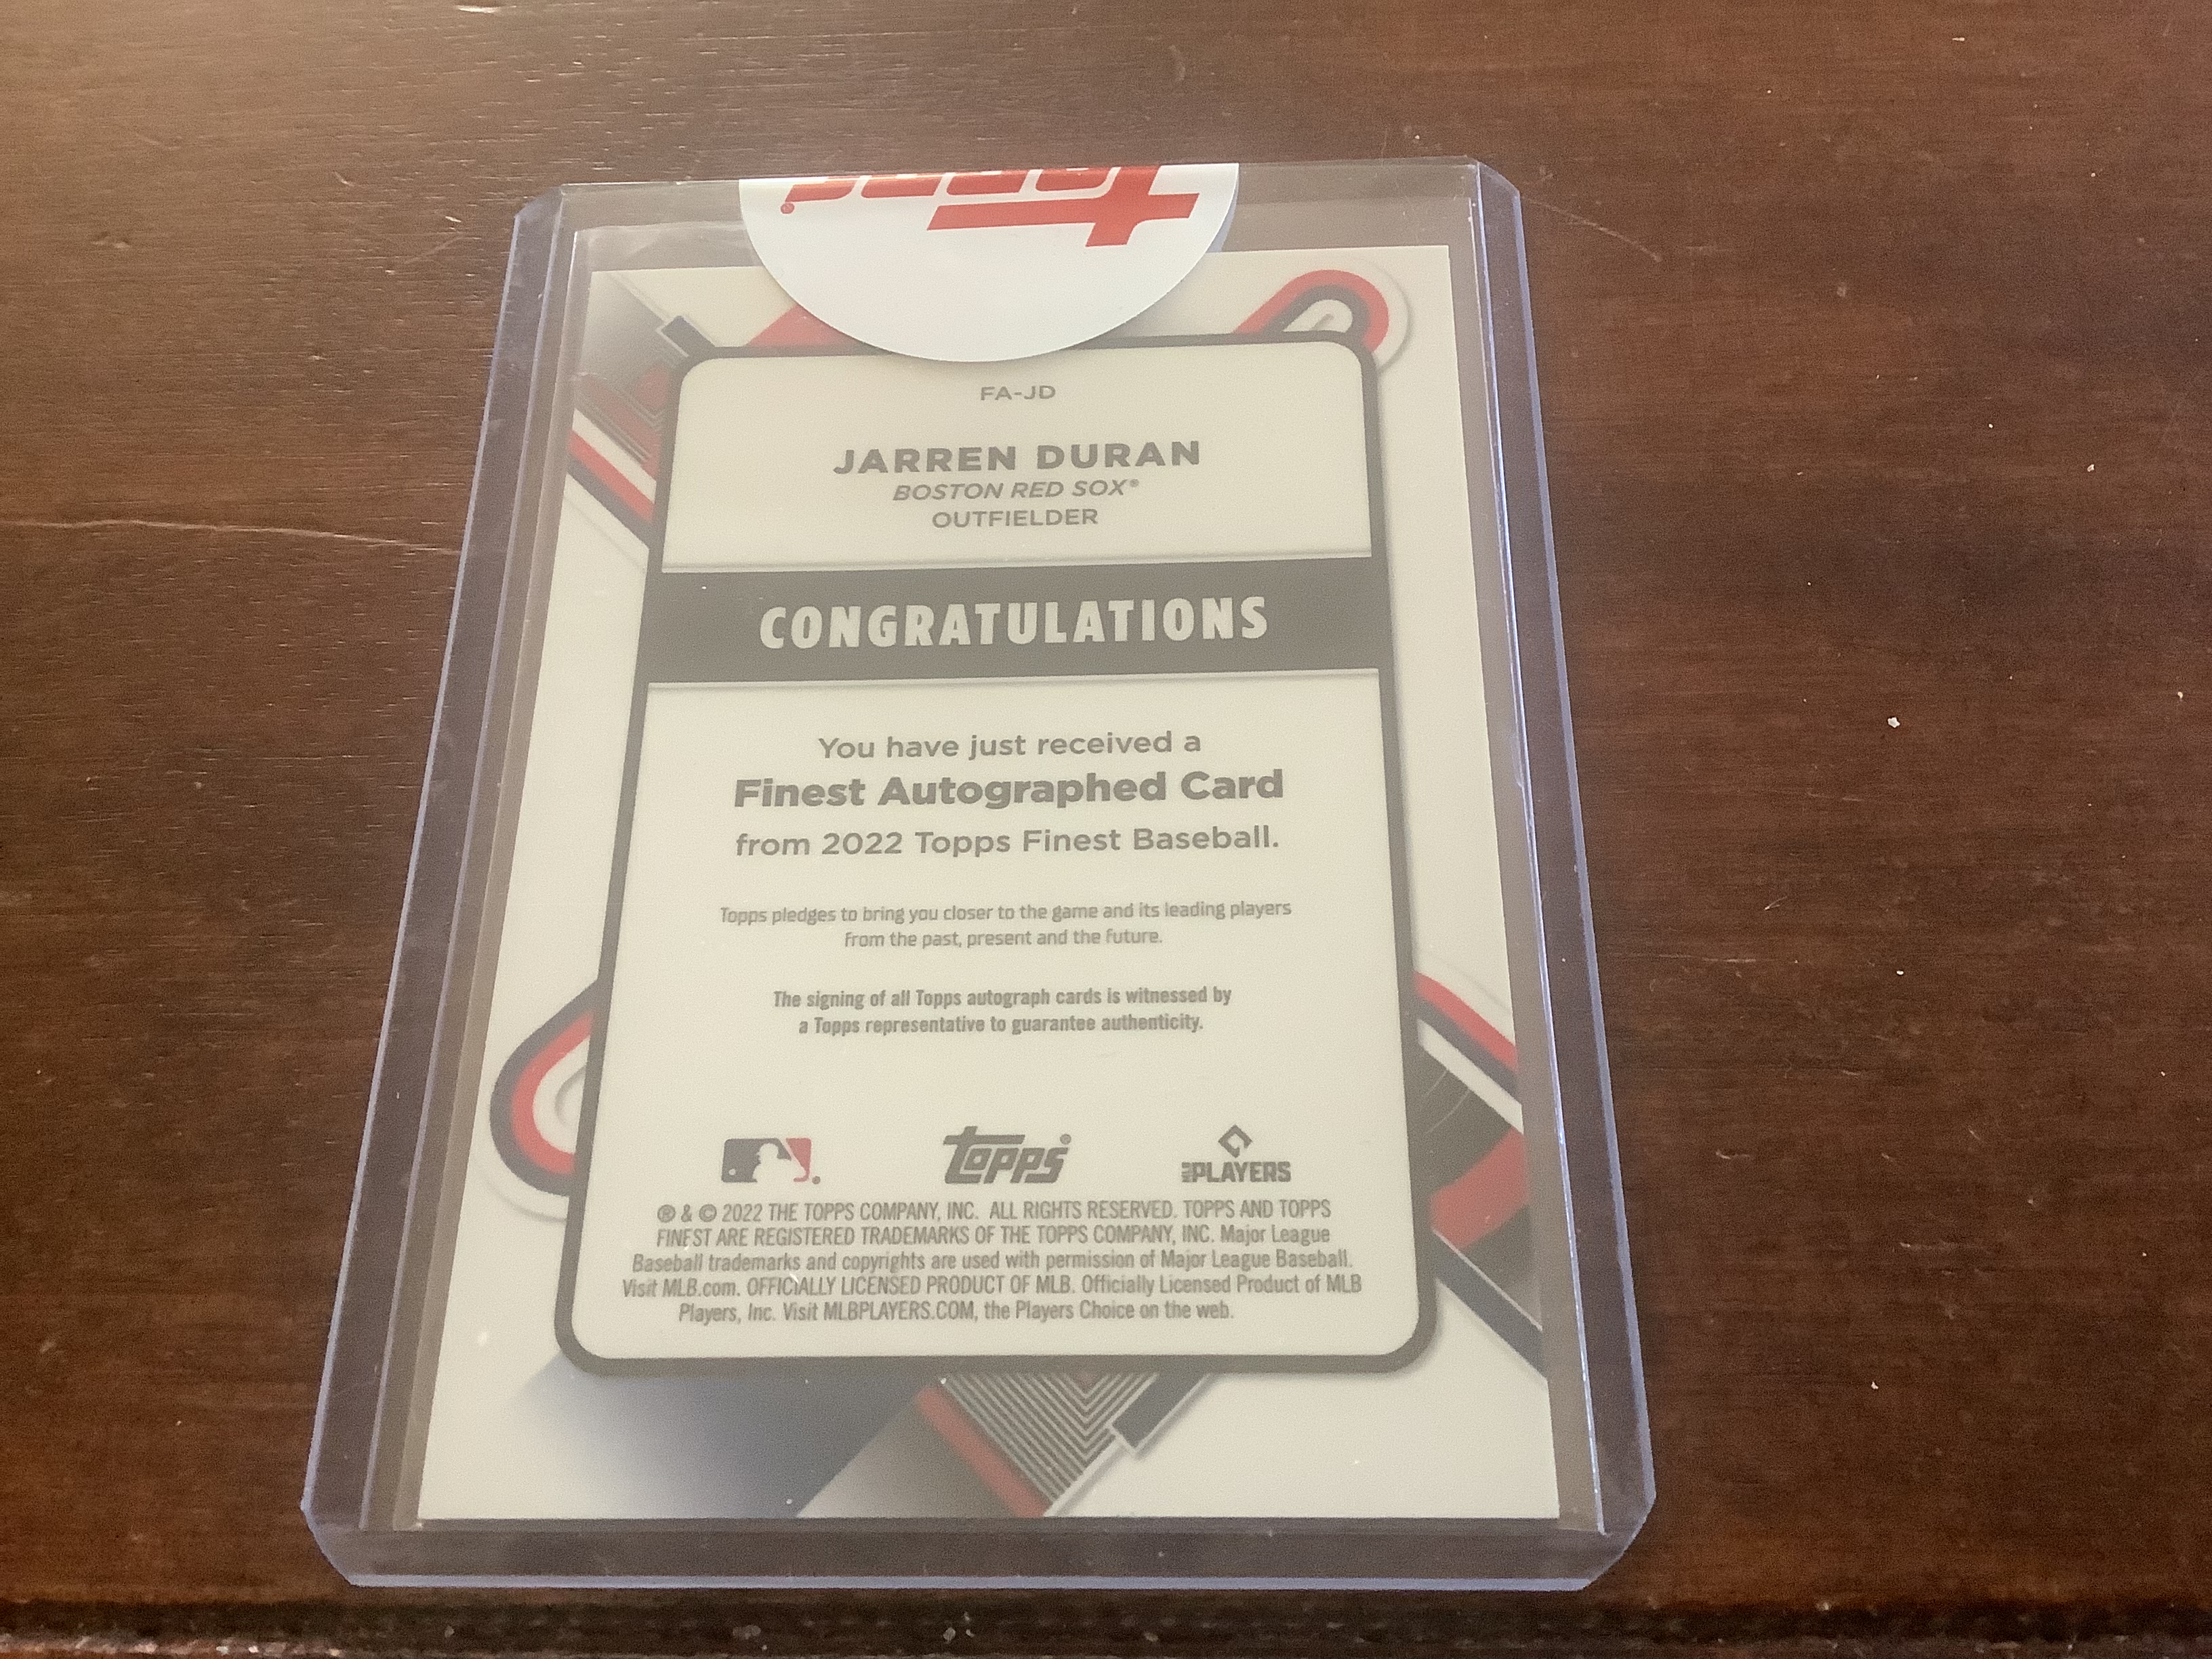 Topps
FA-JD
JARREN DURAN
BOSTON RED SOX®
OUTFIELDER
CONGRATULATIONS
You have just received a
Finest Autographed Card
from 2022 Topps Finest Baseball.
Topps pledges to bring you closer to the game and its leading players
from the past, present and the future.
The signing of all Topps autograph cards is witnessed by
a Topps representative to guarantee authenticity.
Topps
MLB PLAYERS
® & © 2022 THE TOPPS COMPANY, INC. ALL RIGHTS RESERVED. TOPPS AND TOPPS
FINEST ARE REGISTERED TRADEMARKS OF THE TOPPS COMPANY, INC. Major League
Baseball trademarks and copyrights are used with permission of Major League Baseball.
Visit MLB.com. OFFICIALLY LICENSED PRODUCT OF MLB. Officially Licensed Product of MLB
Players, Inc. Visit MLBPLAYERS.COM, the Players Choice on the web.